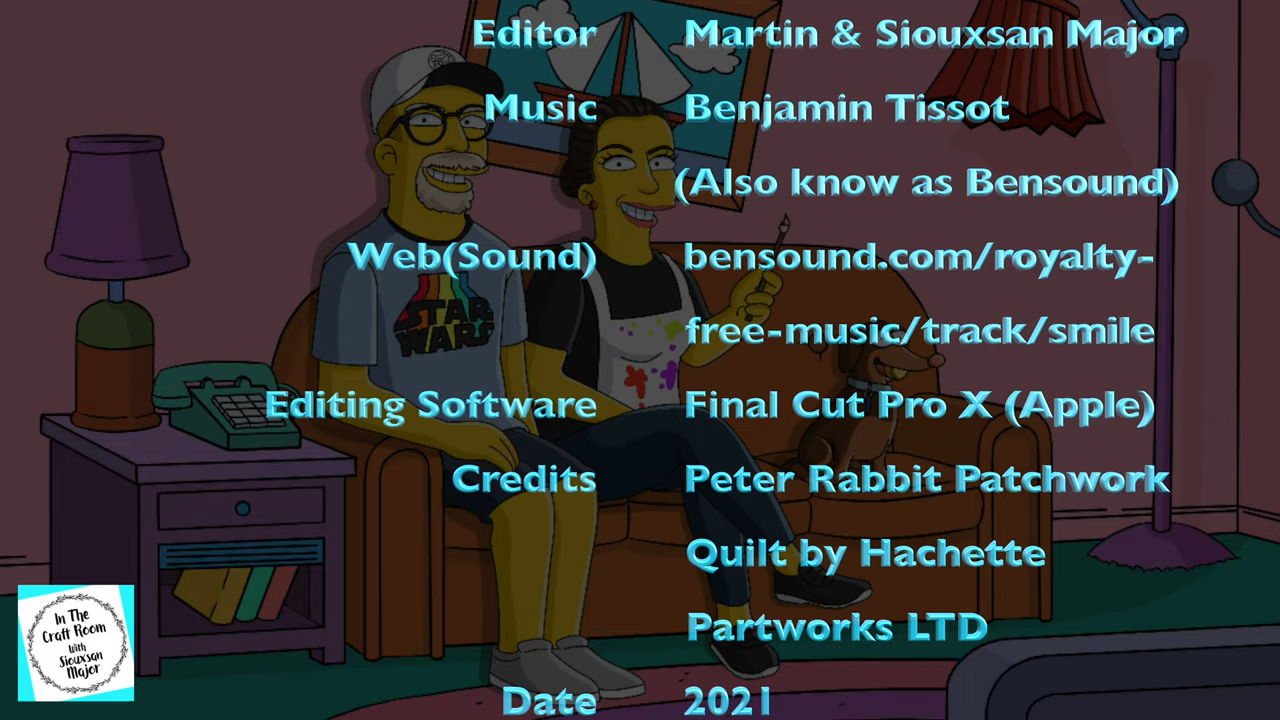 Editor Martin & Siouxsan Major
Music Benjamin Tissot
(Also know as Bensound)
Web(Sound) bensound.com/royalty-
free-music/track/smile
Editing Software Final Cut Pro X (Apple)
Credits Peter Rabbit Patchwork
Quilt by Hachette
Partworks LTD
Date 2021
STAR
WARS
In The
Craft Room
With
Siouxsan
Major